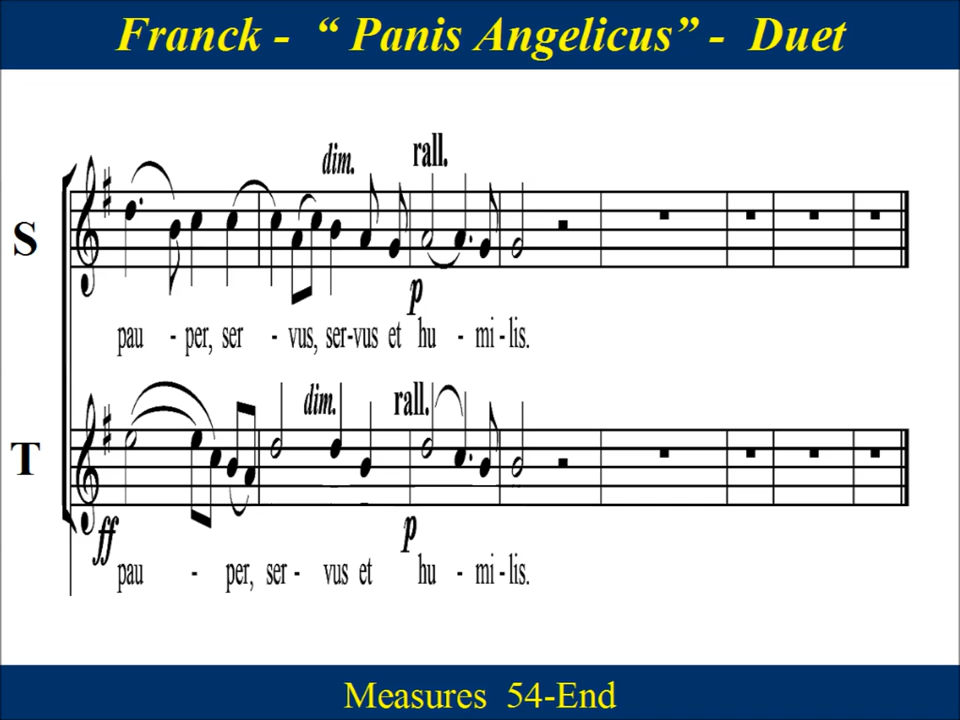 Franck - “ Panis Angelicus” - Duet
dim. rall.
S
p
pau - per, ser - vus, ser-vus et hu - mi - lis.
dim. rall.
T
ff p
pau - per, ser - vus et hu - mi - lis.
Measures 54-End